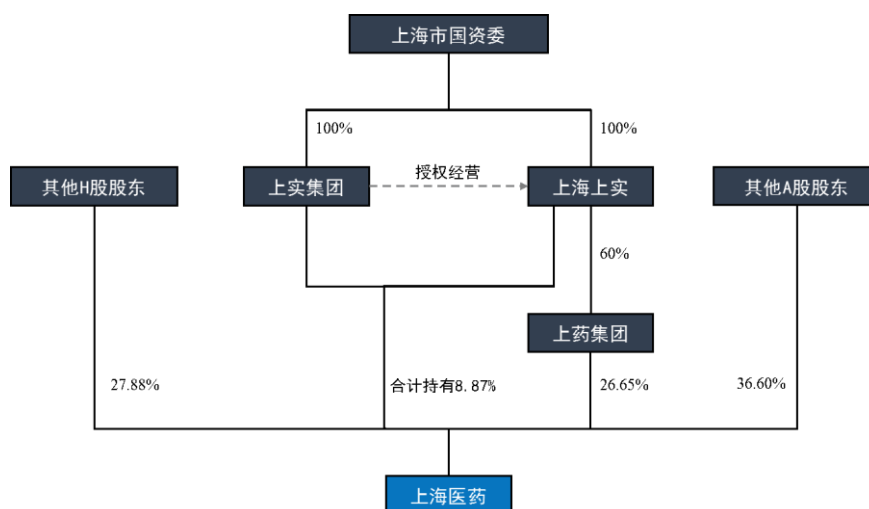 上海市国资委
100%
100%
其他H股股东
上实集团
授权经营
上海上实
其他A股股东
60%
上药集团
27.88%
合计持有8.87%
26.65%
36.60%
上海医药